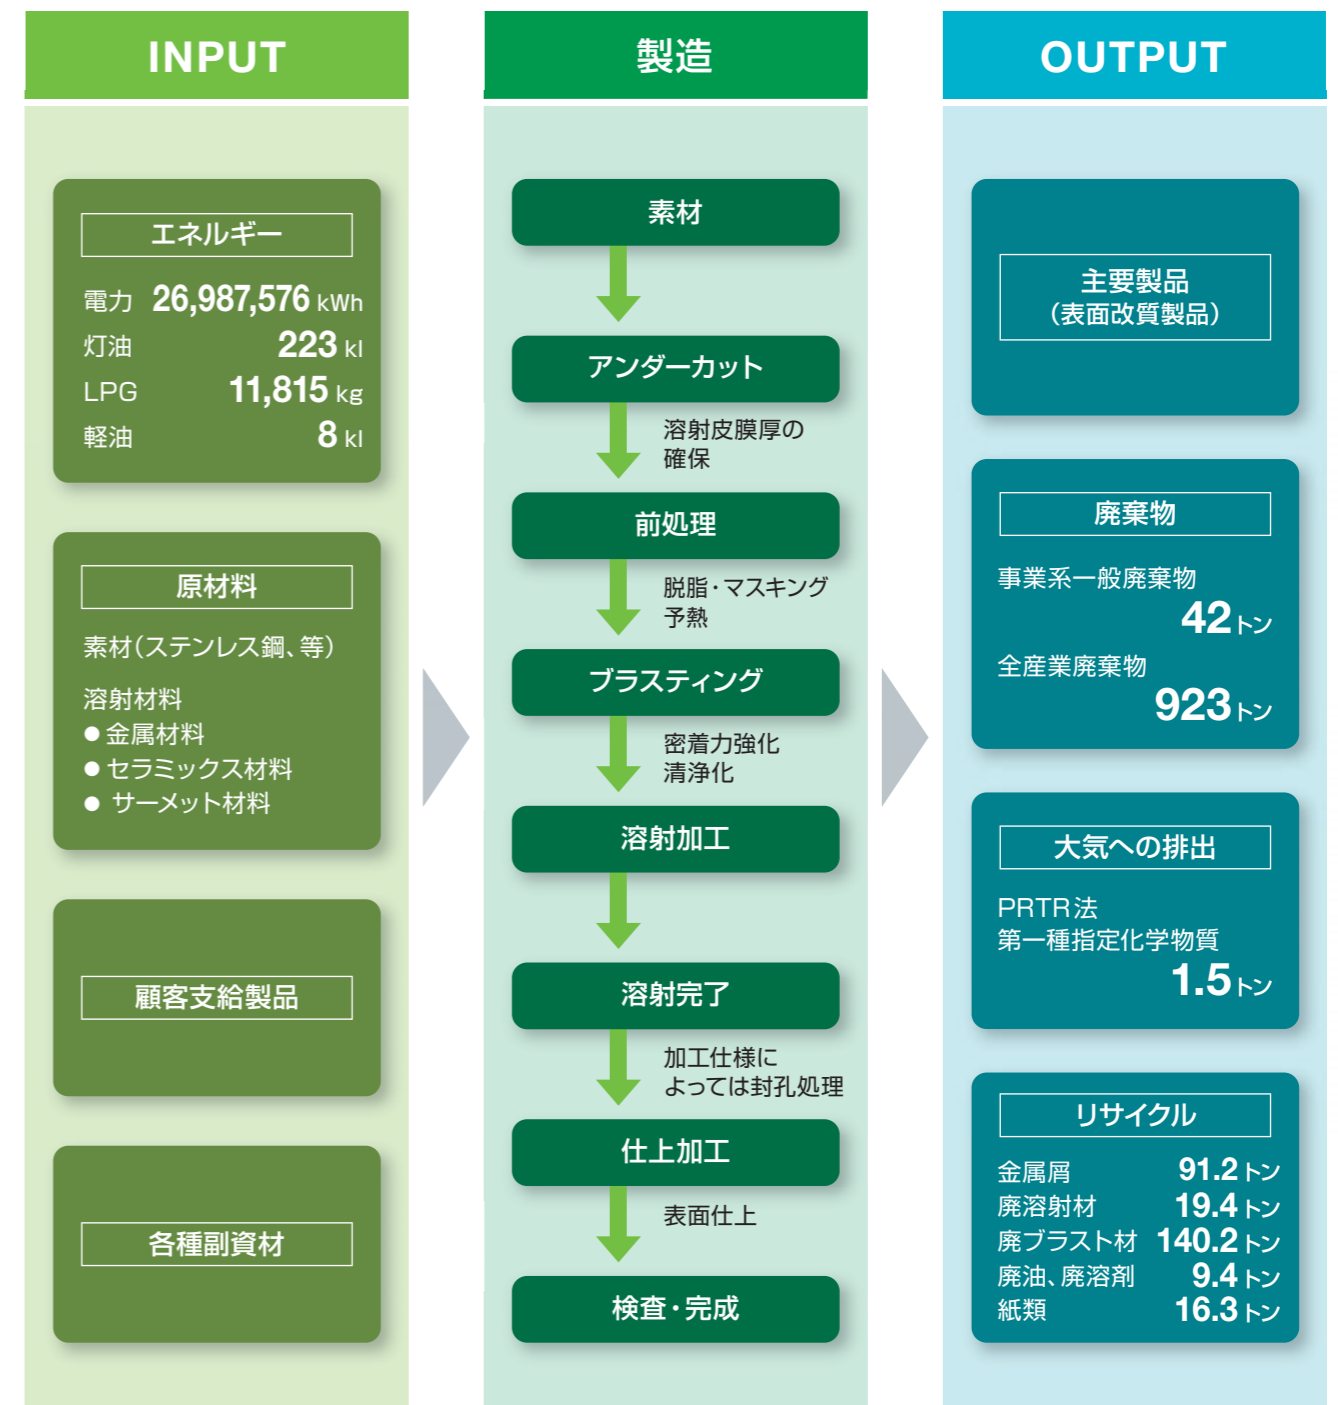 INPUT
エネルギー
電力 26,987,576 kWh
灯油 223 kl
LPG 11,815 kg
軽油 8 kl
原材料
素材(ステンレス鋼、等)
溶射材料
● 金属材料
● セラミックス材料
● サーメット材料
顧客支給製品
各種副資材
製造
素材
アンダーカット
溶射皮膜厚の
確保
前処理
脱脂・マスキング
予熱
ブラスティング
密着力強化
清浄化
溶射加工
溶射完了
加工仕様に
よっては封孔処理
仕上加工
表面仕上
検査・完成
OUTPUT
主要製品
(表面改質製品)
廃棄物
事業系一般廃棄物
42トン
全産業廃棄物
923トン
大気への排出
PRTR法
第一種指定化学物質
1.5トン
リサイクル
金属屑 91.2トン
廃溶射材 19.4トン
廃ブラスト材 140.2トン
廃油、廃溶剤 9.4トン
紙類 16.3トン